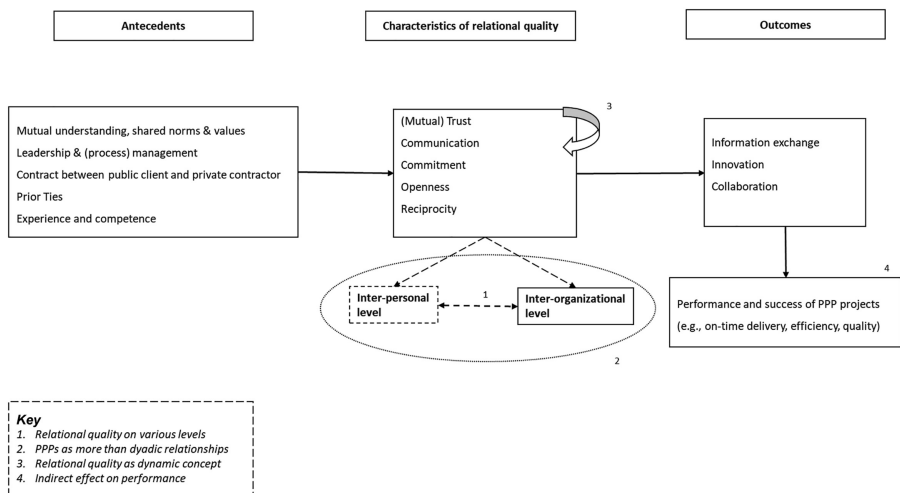 Antecedents
Characteristics of relational quality
Outcomes
Mutual understanding, shared norms & values
Leadership & (process) management
Contract between public client and private contractor
Prior Ties
Experience and competence
(Mutual) Trust
Communication
Commitment
Openness
Reciprocity
3
Information exchange
Innovation
Collaboration
Inter-personal
level
1
Inter-organizational
level
2
4
Performance and success of PPP projects
(e.g., on-time delivery, efficiency, quality)
Key
1. Relational quality on various levels
2. PPPs as more than dyadic relationships
3. Relational quality as dynamic concept
4. Indirect effect on performance